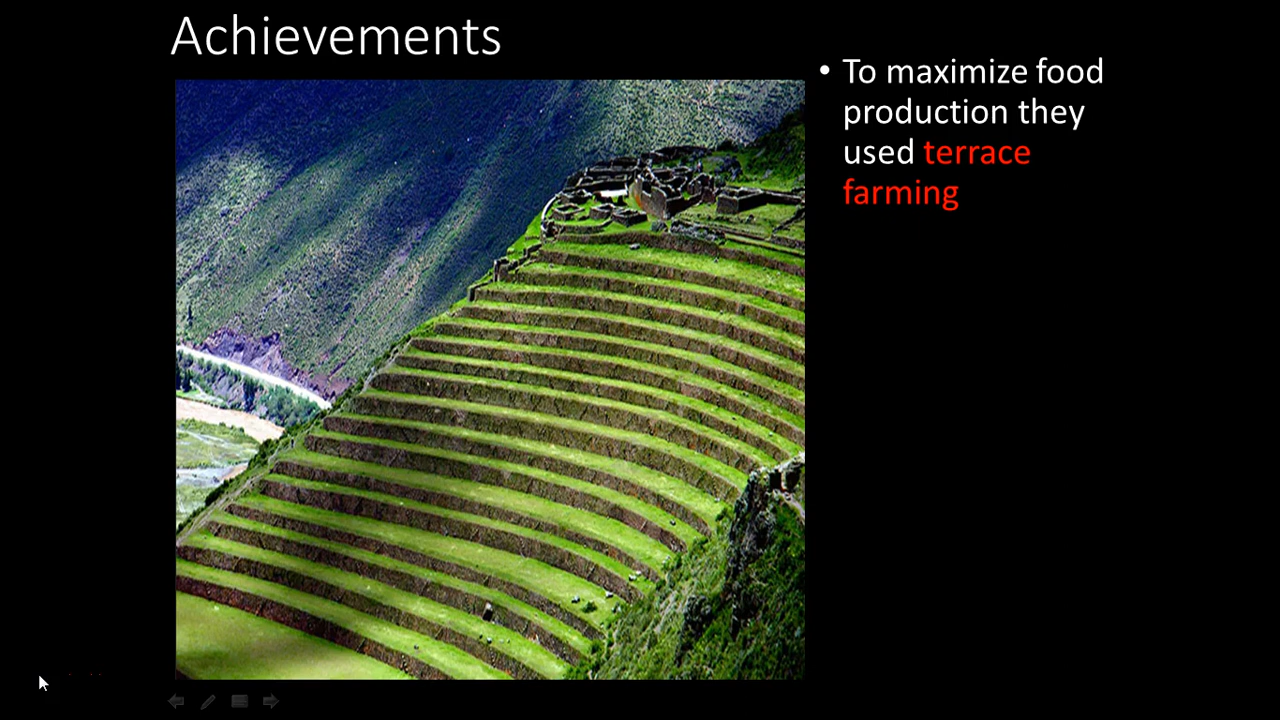 Achievements
• To maximize food
production they
used terrace
farming